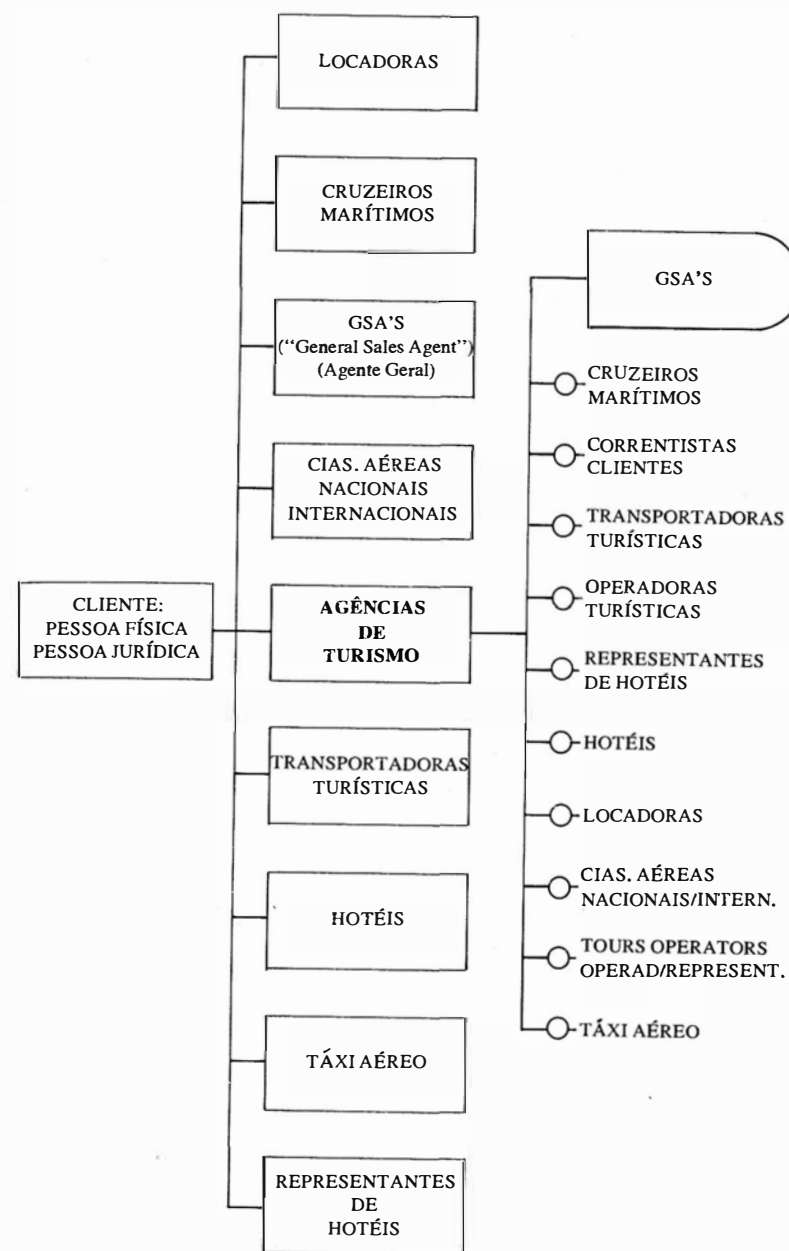 LOCADORAS
CRUZEIROS
MARÍTIMOS
GSA'S
("General Sales Agent")
(Agente Geral)
CIAS. AÉREAS
NACIONAIS
INTERNACIONAIS
CLIENTE:
PESSOA FÍSICA
PESSOA JURÍDICA
AGÊNCIAS
DE
TURISMO
TRANSPORTADORAS
TURÍSTICAS
HOTÉIS
TÁXI AÉREO
REPRESENTANTES
DE
HOTÉIS
GSA'S
CRUZEIROS
MARÍTIMOS
CORRENTISTAS
CLIENTES
TRANSPORTADORAS
TURÍSTICAS
OPERADORAS
TURÍSTICAS
REPRESENTANTES
DE HOTÉIS
HOTÉIS
LOCADORAS
CIAS. AÉREAS
NACIONAIS/INTERN.
TOURS OPERATORS
OPERAD/REPRESENT.
TÁXI AÉREO